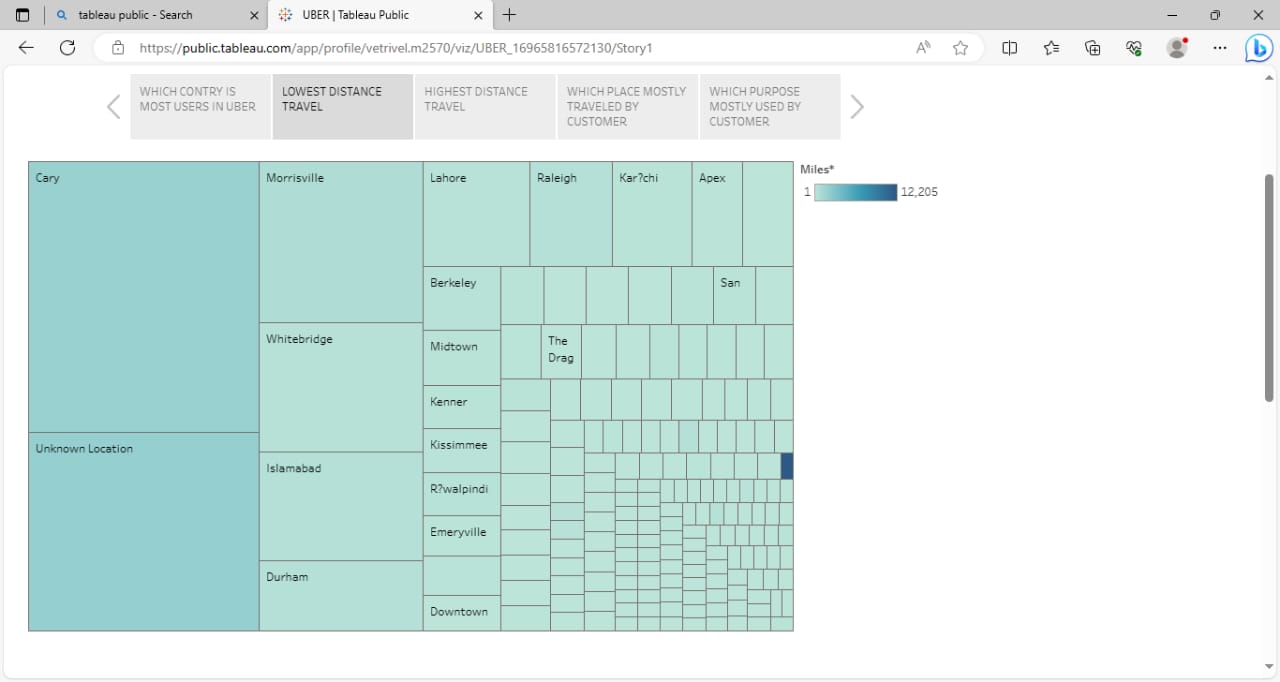 tableau public - Search
UBER | Tableau Public
https://public.tableau.com/app/profile/vetrivel.m2570/viz/UBER_16965816572130/Story1
WHICH CONTRY IS
MOST USERS IN UBER
LOWEST DISTANCE
TRAVEL
HIGHEST DISTANCE
TRAVEL
WHICH PLACE MOSTLY
TRAVELED BY
CUSTOMER
WHICH PURPOSE
MOSTLY USED BY
CUSTOMER
Cary
Morrisville
Lahore
Raleigh
Kar?chi
Apex
Miles*
1
12,205
Berkeley
San
Whitebridge
Midtown
The
Drag
Kenner
Unknown Location
Kissimmee
Islamabad
R?walpindi
Emeryville
Durham
Downtown